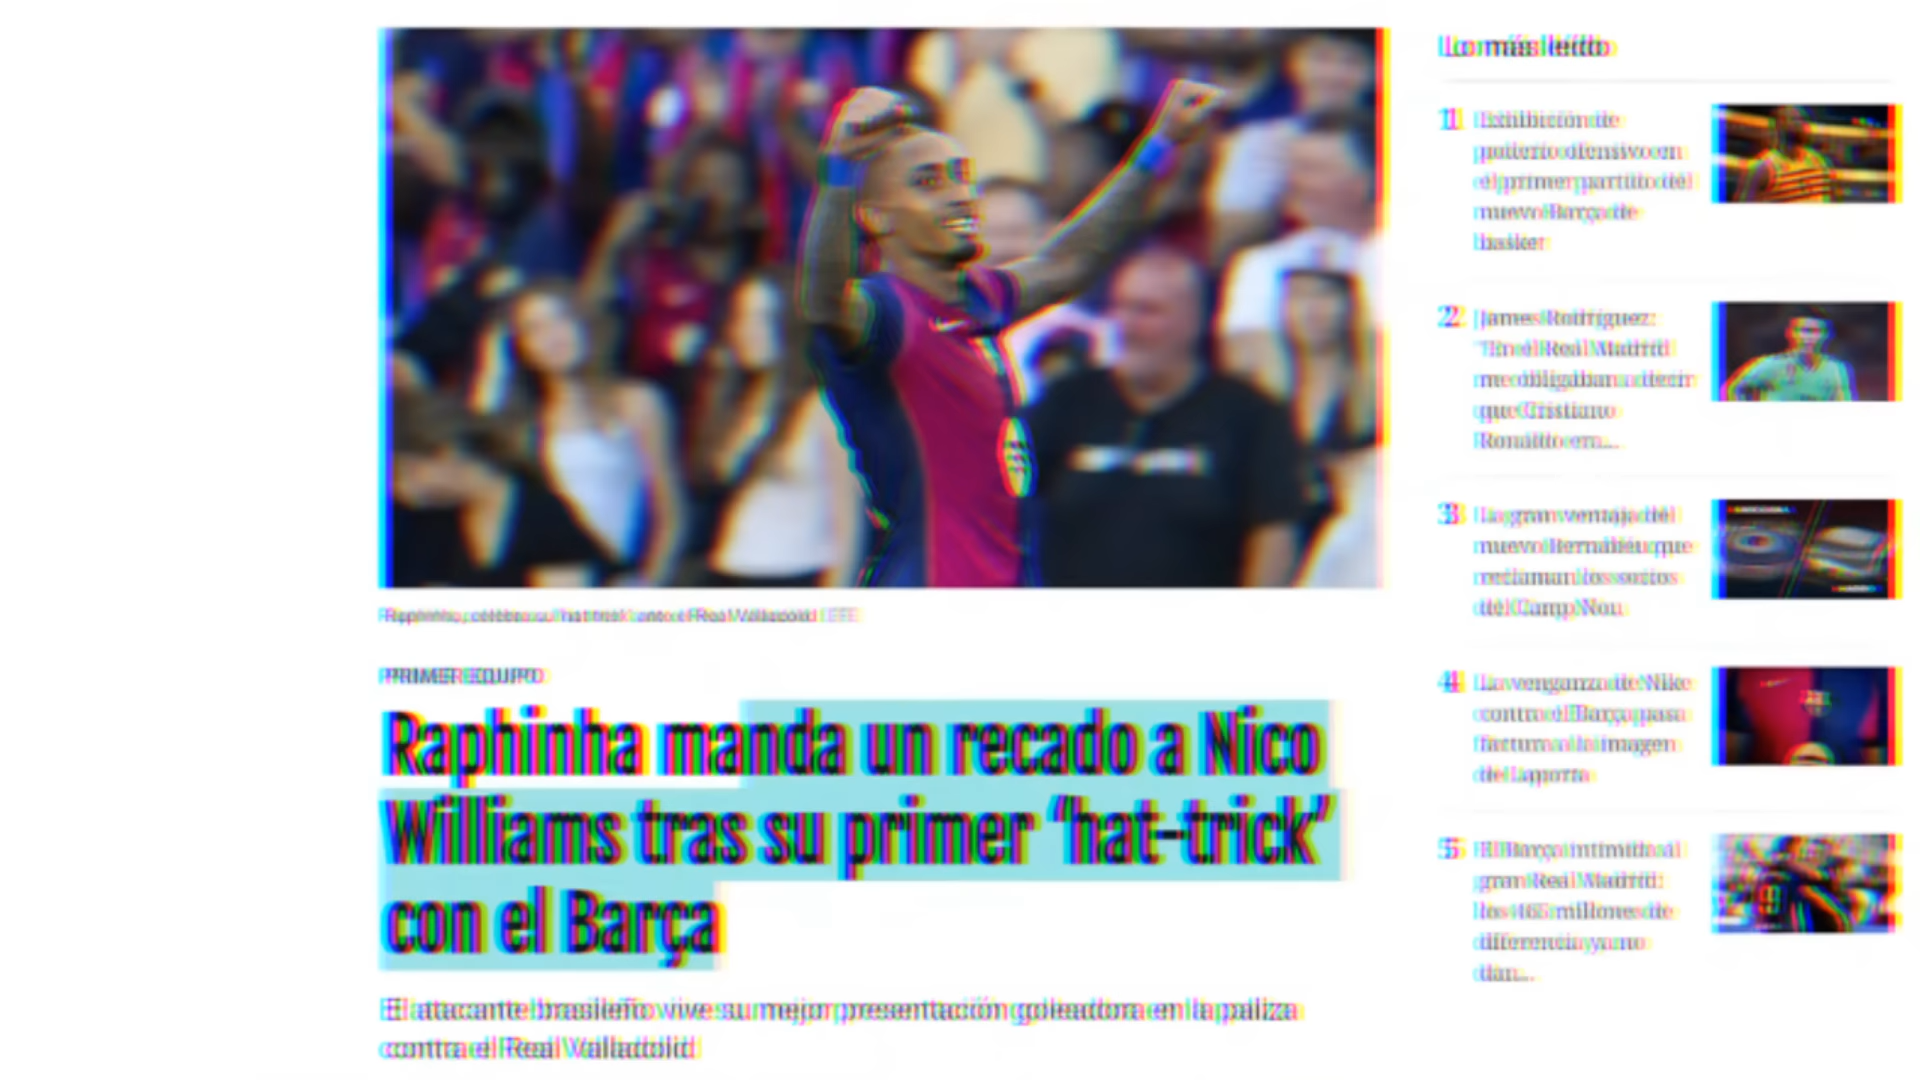 Raphinha, celebra su 'hat-trick' ante el Real Valladolid | EFE
PRIMER EQUIPO
Raphinha manda un recado a Nico
Williams tras su primer ‘hat-trick’
con el Barça
El atacante brasileño vive su mejor presentación goleadora en la paliza
contra el Real Valladolid
Lo más leído
1 Exhibición de
poderío ofensivo en
el primer partido del
nuevo Barça de
basket
2 James Rodríguez:
"En el Real Madrid
me obligaban a decir
que Cristiano
Ronaldo era...
3 La gran ventaja del
nuevo Bernabéu que
reclaman los socios
del Camp Nou
4 La venganza de Nike
contra el Barça pasa
factura a la imagen
de Laporta
5 El Barça intimida al
gran Real Madrid:
los 465 millones de
diferencia ya no
dan...